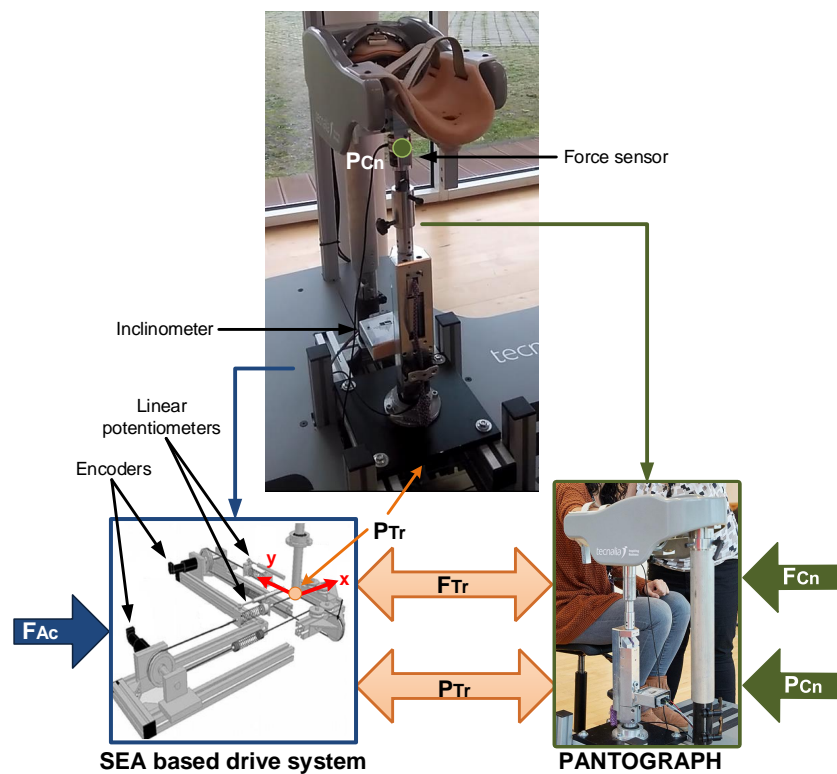 PCn
Force sensor
Inclinometer
tecnalia
Linear
potentiometers
Encoders
PTr
y
x
tecnalia
FAc
FTr
FCn
PTr
PCn
SEA based drive system
PANTOGRAPH